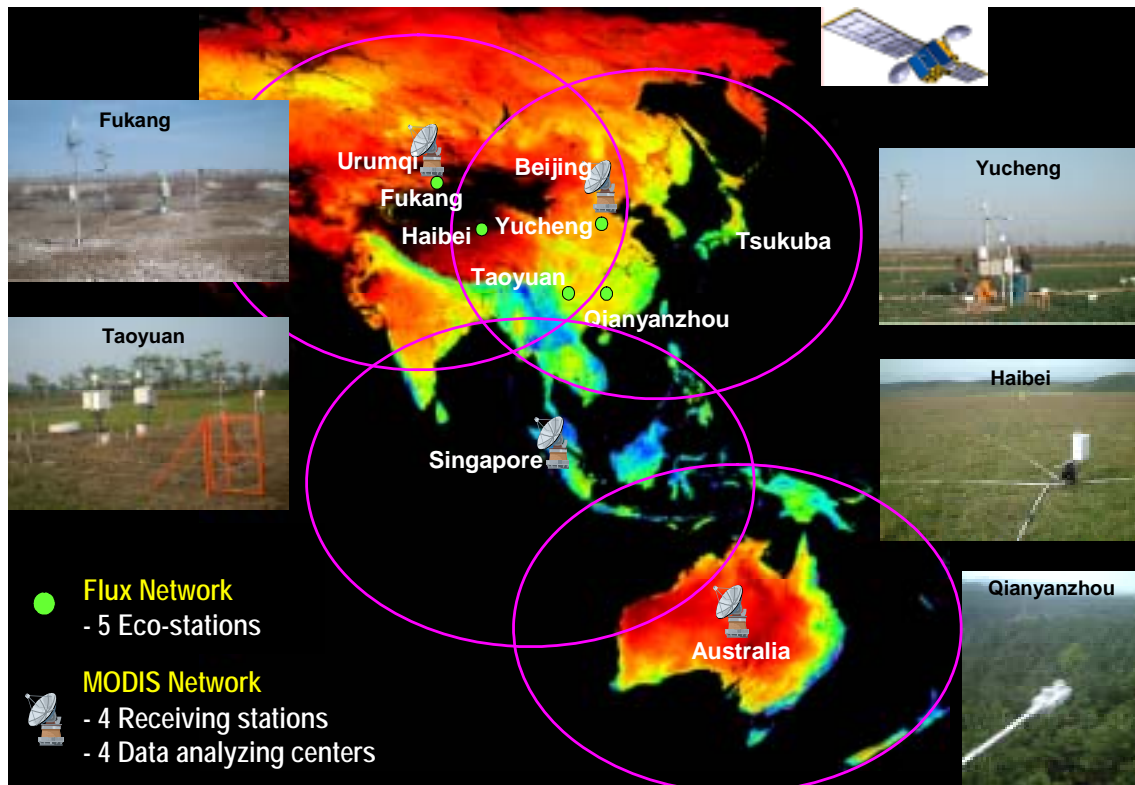 Fukang
Taoyuan
Urumqi
Fukang
Haibei
Beijing
Yucheng
Tsukuba
Taoyuan
Qianyanzhou
Singapore
Australia
Yucheng
Haibei
Qianyanzhou
Flux Network
- 5 Eco-stations
MODIS Network
- 4 Receiving stations
- 4 Data analyzing centers